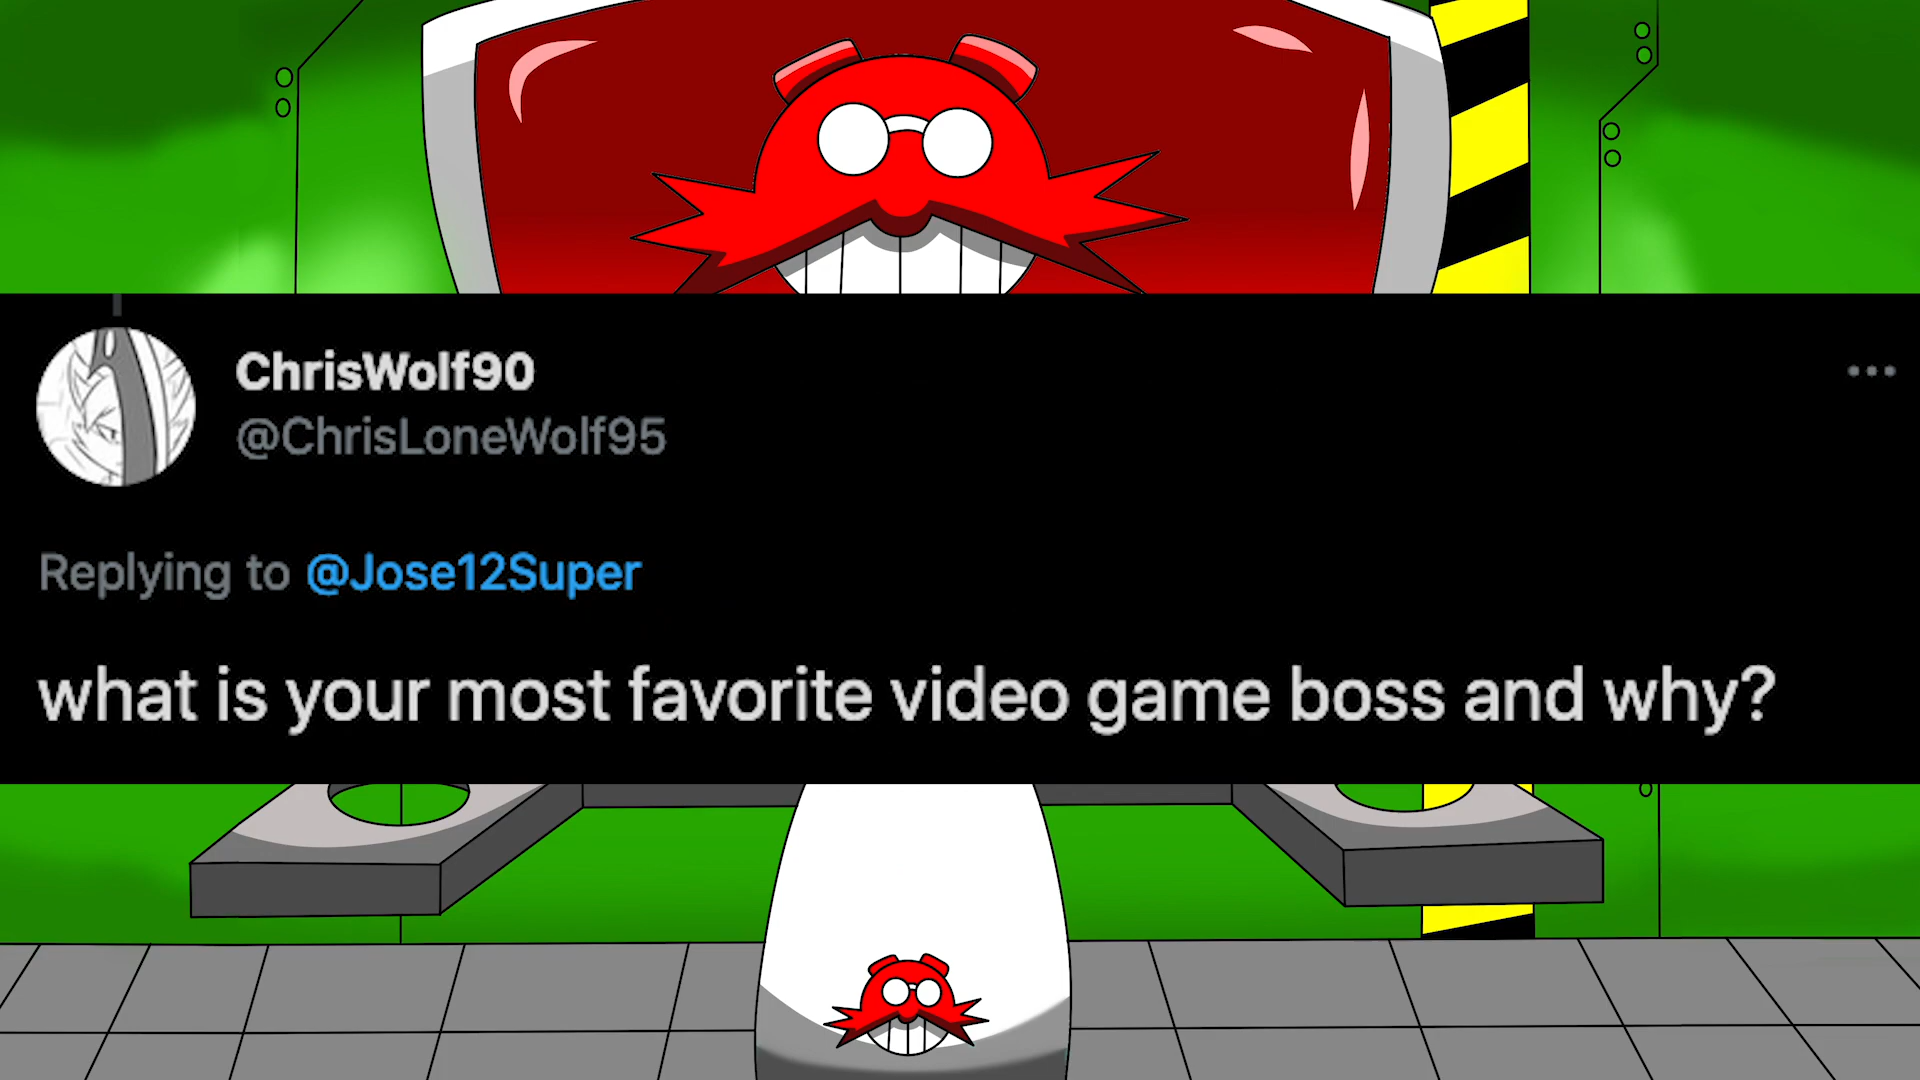 ChrisWolf90
@ChrisLoneWolf95
Replying to @Jose12Super
what is your most favorite video game boss and why?